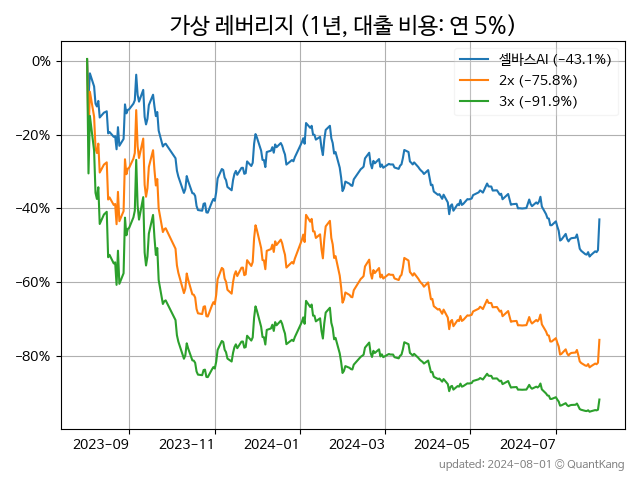 가상 레버리지 (1년, 대출 비용: 연 5%)
셀바스AI (−43.1%)
2x (−75.8%)
3x (−91.9%)
0%
−20%
−40%
−60%
−80%
2023−09 2023−11 2024−01 2024−03 2024−05 2024−07
updated: 2024-08-01 © QuantKang